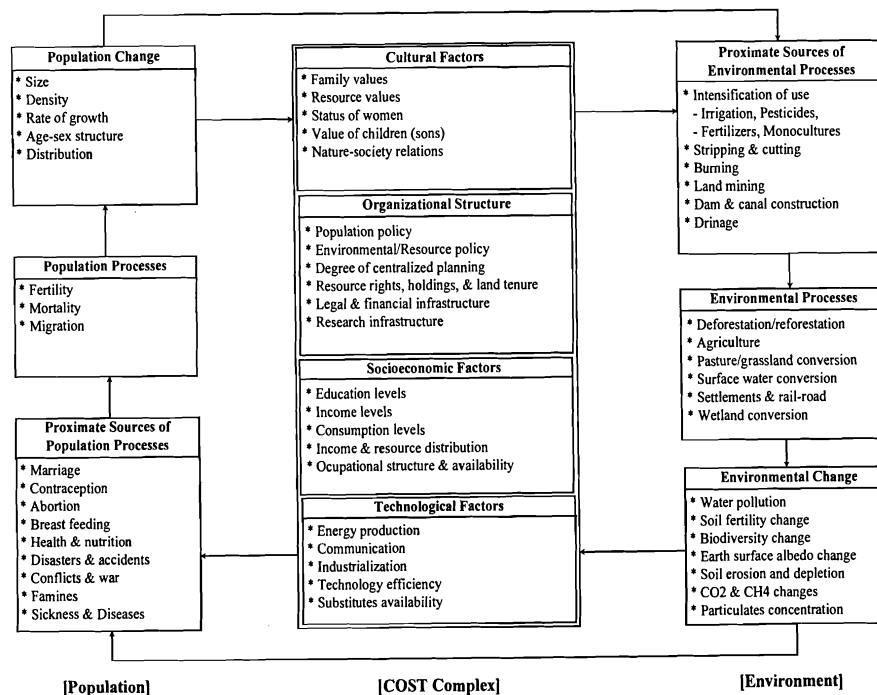 Population Change
* Size
* Density
* Rate of growth
* Age-sex structure
* Distribution
Population Processes
* Fertility
* Mortality
* Migration
Proximate Sources of
Population Processes
* Marriage
* Contraception
* Abortion
* Breast feeding
* Health & nutrition
* Disasters & accidents
* Conflicts & war
* Famines
* Sickness & Diseases
[Population]
Cultural Factors
* Family values
* Resource values
* Status of women
* Value of children (sons)
* Nature-society relations
Organizational Structure
* Population policy
* Environmental/Resource policy
* Degree of centralized planning
* Resource rights, holdings, & land tenure
* Legal & financial infrastructure
* Research infrastructure
Socioeconomic Factors
* Education levels
* Income levels
* Consumption levels
* Income & resource distribution
* Ocupational structure & availability
Technological Factors
* Energy production
* Communication
* Industrialization
* Technology efficiency
* Substitutes availability
[COST Complex]
Proximate Sources of
Environmental Processes
* Intensification of use
- Irrigation, Pesticides,
- Fertilizers, Monocultures
* Stripping & cutting
* Burning
* Land mining
* Dam & canal construction
* Drinage
Environmental Processes
* Deforestation/reforestation
* Agriculture
* Pasture/grassland conversion
* Surface water conversion
* Settlements & rail-road
* Wetland conversion
Environmental Change
* Water pollution
* Soil fertility change
* Biodiversity change
* Earth surface albedo change
* Soil erosion and depletion
* CO2 & CH4 changes
* Particulates concentration
[Environment]